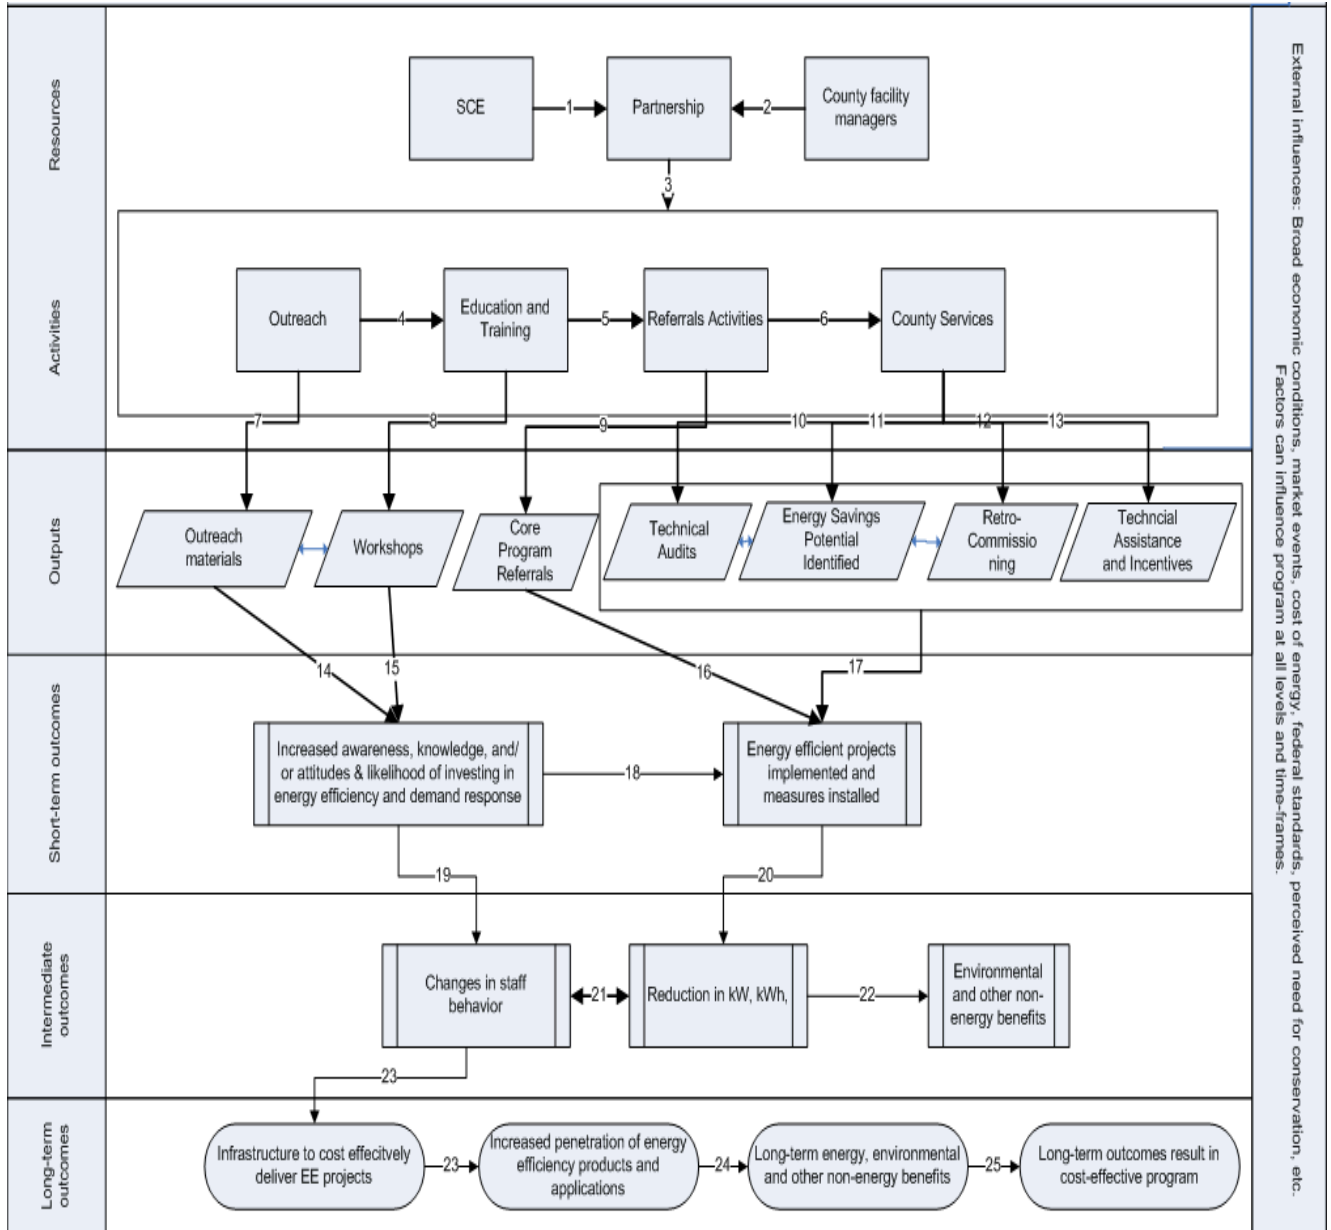 Resources
SCE
1
Partnership
2
County facility
managers
3
Activities
Outreach
4
Education and
Training
5
Referrals Activities
6
County Services
7
8
9
10
11
12
13
Outputs
Outreach
materials
Workshops
Core
Program
Referrals
Technical
Audits
Energy Savings
Potential
Identified
Retro-
Commissio
ning
Techncial
Assistance
and Incentives
14
15
16
17
Short-term outcomes
Increased awareness, knowledge, and/
or attitudes & likelihood of investing in
energy efficiency and demand response
18
Energy efficient projects
implemented and
measures installed
19
20
Intermediate
outcomes
Changes in staff
behavior
21
Reduction in kW, kWh,
22
Environmental
and other non-
energy benefits
23
Long-term
outcomes
Infrastructure to cost effecitvely
deliver EE projects
23
Increased penetration of energy
efficiency products and
applications
24
Long-term energy, environmental
and other non-energy benefits
25
Long-term outcomes result in
cost-effective program
External influences: Broad economic conditions, market events, cost of energy, federal standards, perceived need for conservation, etc.
Factors can influence program at all levels and time-frames.